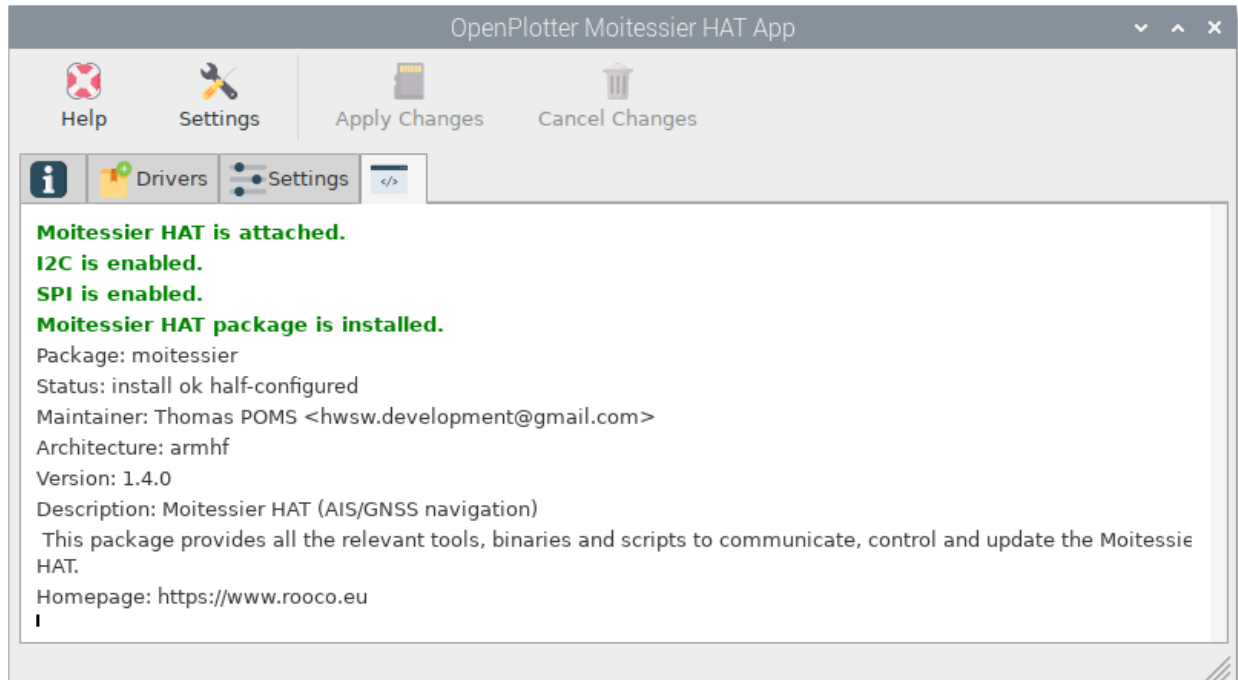 OpenPlotter Moitessier HAT App
Help
Settings
Apply Changes
Cancel Changes
Drivers
Settings
</>
Moitessier HAT is attached.
I2C is enabled.
SPI is enabled.
Moitessier HAT package is installed.
Package: moitessier
Status: install ok half-configured
Maintainer: Thomas POMS <hwsw.development@gmail.com>
Architecture: armhf
Version: 1.4.0
Description: Moitessier HAT (AIS/GNSS navigation)
This package provides all the relevant tools, binaries and scripts to communicate, control and update the Moitessie
HAT.
Homepage: https://www.rooco.eu